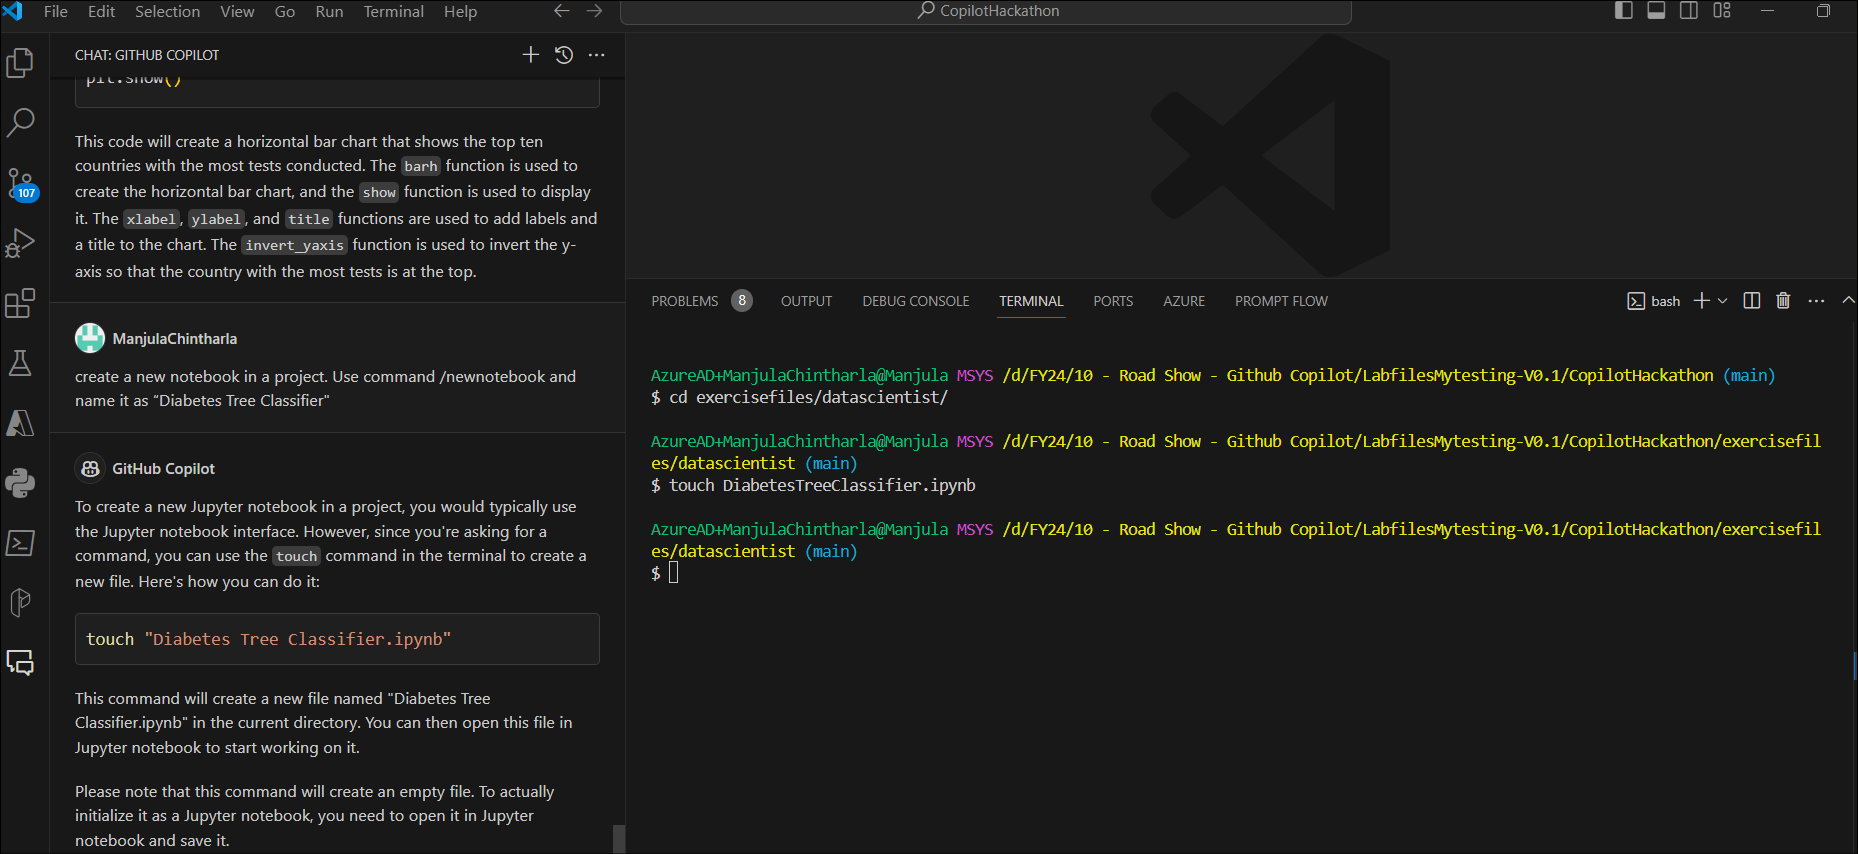 File Edit Selection View Go Run Terminal Help
CopilotHackathon
CHAT: GITHUB COPILOT
plt.show()
This code will create a horizontal bar chart that shows the top ten
countries with the most tests conducted. The barh function is used to
create the horizontal bar chart, and the show function is used to display
it. The xlabel, ylabel, and title functions are used to add labels and
a title to the chart. The invert_yaxis function is used to invert the y-
axis so that the country with the most tests is at the top.
107
ManjulaChintharla
create a new notebook in a project. Use command /newnotebook and
name it as “Diabetes Tree Classifier"
GitHub Copilot
To create a new Jupyter notebook in a project, you would typically use
the Jupyter notebook interface. However, since you're asking for a
command, you can use the touch command in the terminal to create a
new file. Here's how you can do it:
touch "Diabetes Tree Classifier.ipynb"
This command will create a new file named "Diabetes Tree
Classifier.ipynb" in the current directory. You can then open this file in
Jupyter notebook to start working on it.
Please note that this command will create an empty file. To actually
initialize it as a Jupyter notebook, you need to open it in Jupyter
notebook and save it.
PROBLEMS 8 OUTPUT DEBUG CONSOLE TERMINAL PORTS AZURE PROMPT FLOW
bash
AzureAD+ManjulaChintharla@Manjula MSYS /d/FY24/10 - Road Show - Github Copilot/LabfilesMytesting-V0.1/CopilotHackathon (main)
$ cd exercisefiles/datascientist/
AzureAD+ManjulaChintharla@Manjula MSYS /d/FY24/10 - Road Show - Github Copilot/LabfilesMytesting-V0.1/CopilotHackathon/exercisefil
es/datascientist (main)
$ touch DiabetesTreeClassifier.ipynb
AzureAD+ManjulaChintharla@Manjula MSYS /d/FY24/10 - Road Show - Github Copilot/LabfilesMytesting-V0.1/CopilotHackathon/exercisefil
es/datascientist (main)
$